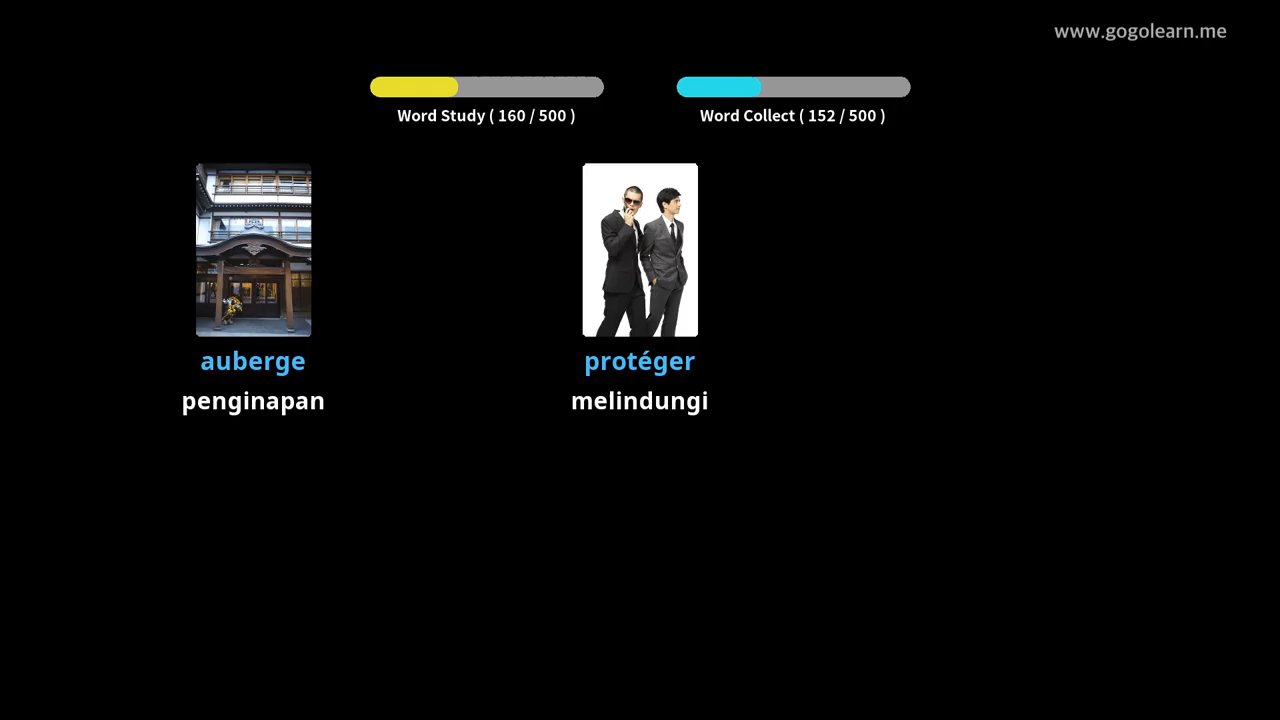 www.gogolearn.me
Word Study ( 160 / 500 )
Word Collect ( 152 / 500 )
auberge
penginapan
protéger
melindungi